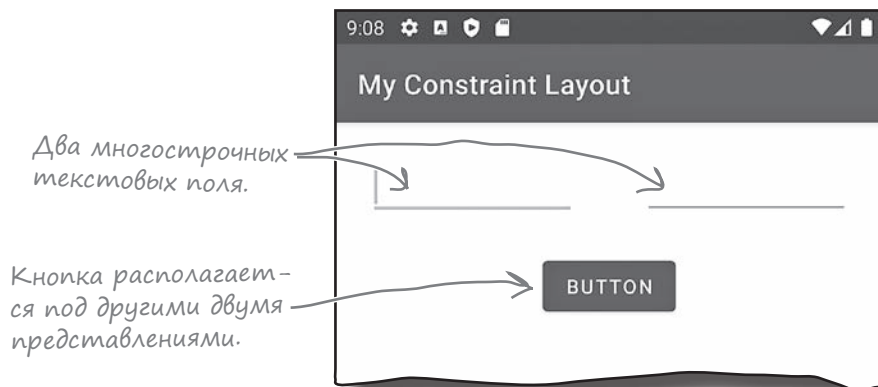 9:08
My Constraint Layout
Два многострочных
текстовых поля.
Кнопка располагает-
ся под другими двумя
представлениями.
BUTTON